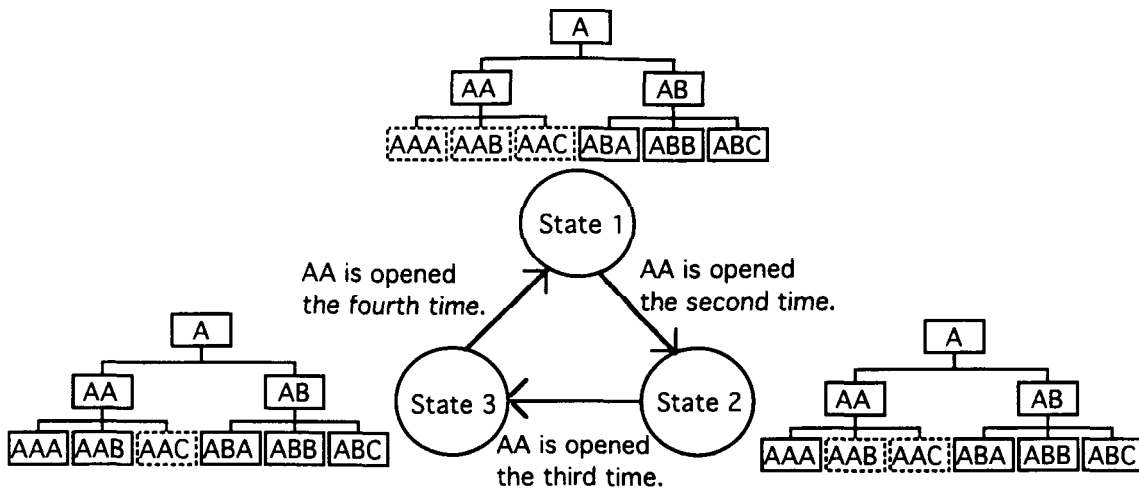 A
AA AB
AAA AAB AAC ABA ABB ABC
State 1
AA is opened
the fourth time.
AA is opened
the second time.
A
AA AB
AAA AAB AAC ABA ABB ABC
State 3
State 2
A
AA AB
AAA AAB AAC ABA ABB ABC
AA is opened
the third time.